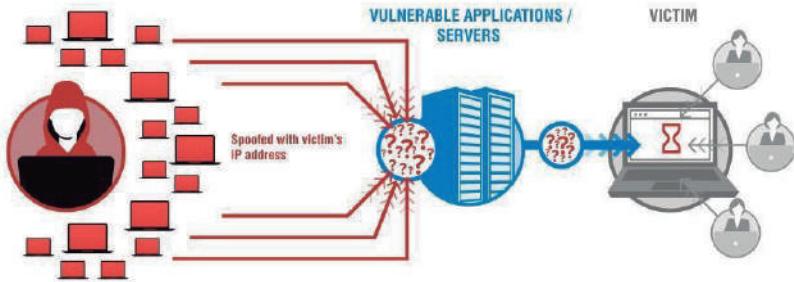 VULNERABLE APPLICATIONS /
SERVERS
VICTIM
Spoofed with victim's
IP address